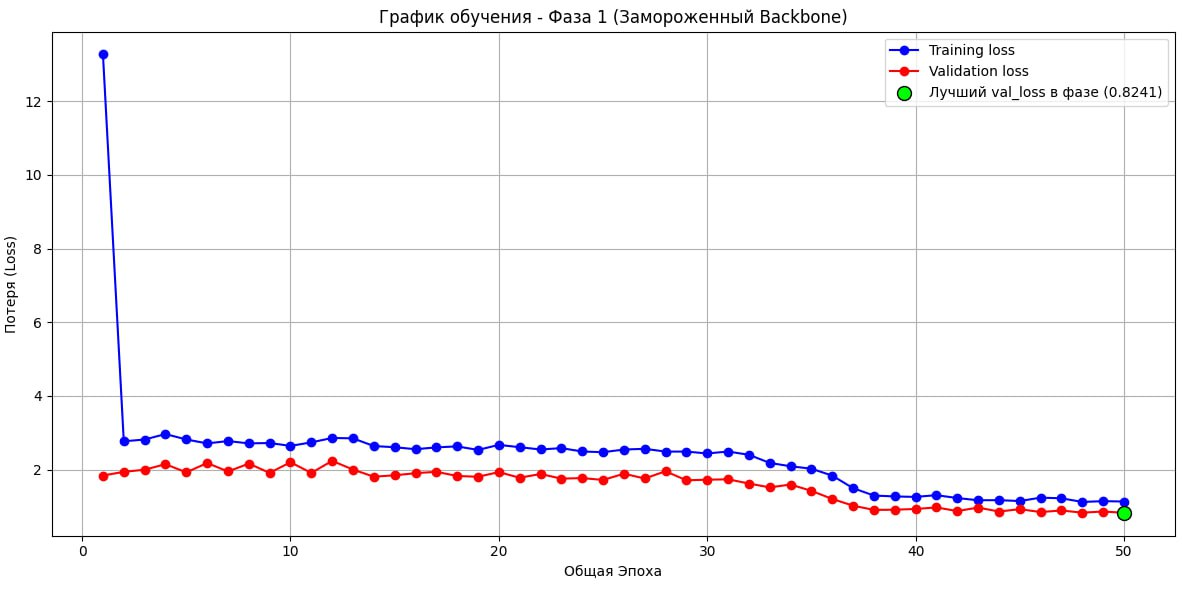 График обучения - Фаза 1 (Замороженный Backbone)
Training loss
Validation loss
Лучший val_loss в фазе (0.8241)
Потеря (Loss)
12
10
8
6
4
2
0 10 20 30 40 50
Общая Эпоха